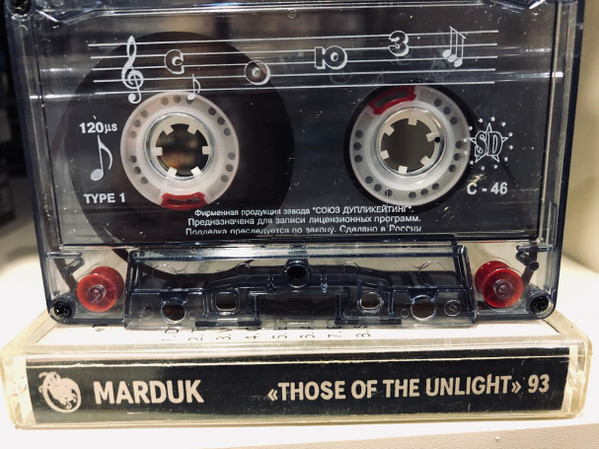 СОЮЗ
120µs
TYPE 1
SD
C - 46
Фирменная продукция завода "СОЮЗ ДУПЛИКЕЙТИНГ".
Предназначена для записи лицензионных программ.
Подделка преследуется по закону. Сделано в России.
MARDUK «THOSE OF THE UNLIGHT» '93